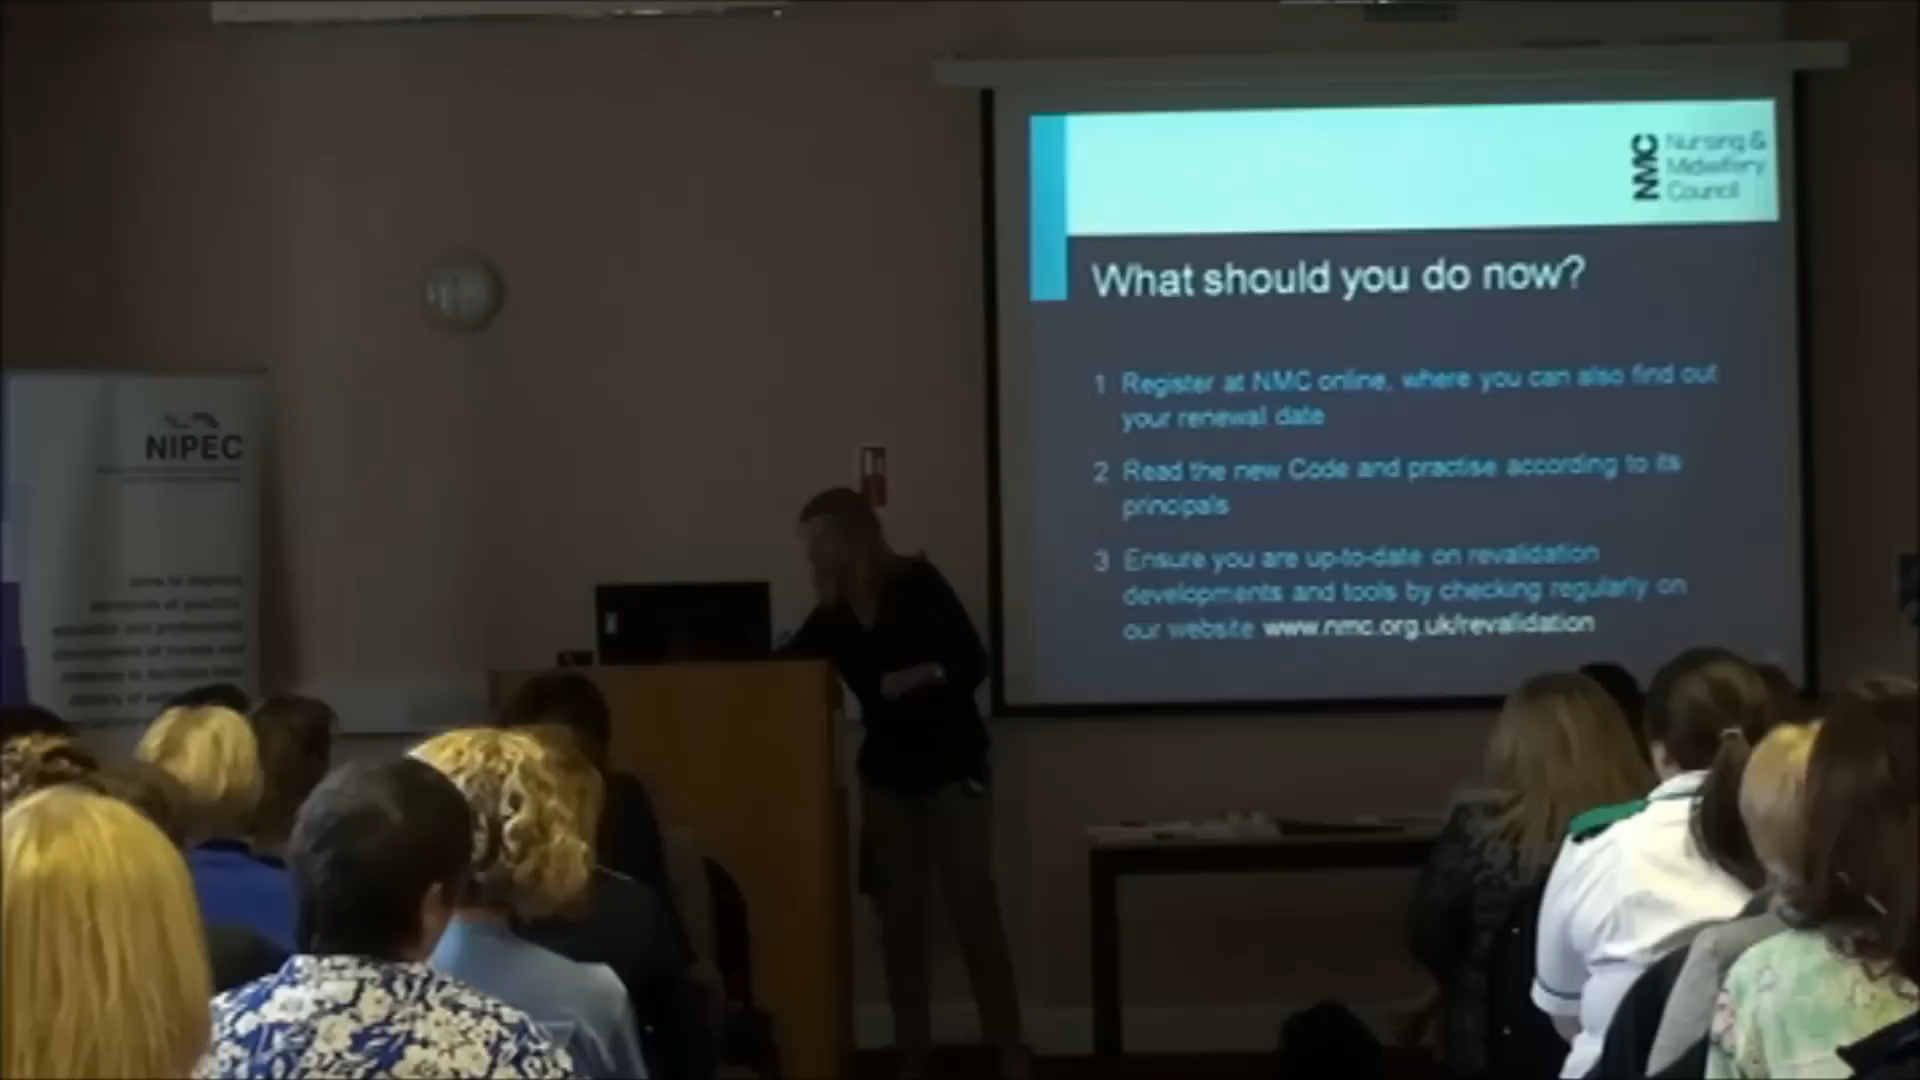 NMC Nursing &
Midwifery
Council
What should you do now?
1 Register at NMC online, where you can also find out
your renewal date
2 Read the new Code and practise according to its
principals
3 Ensure you are up-to-date on revalidation
developments and tools by checking regularly on
our website www.nmc.org.uk/revalidation
NIPEC